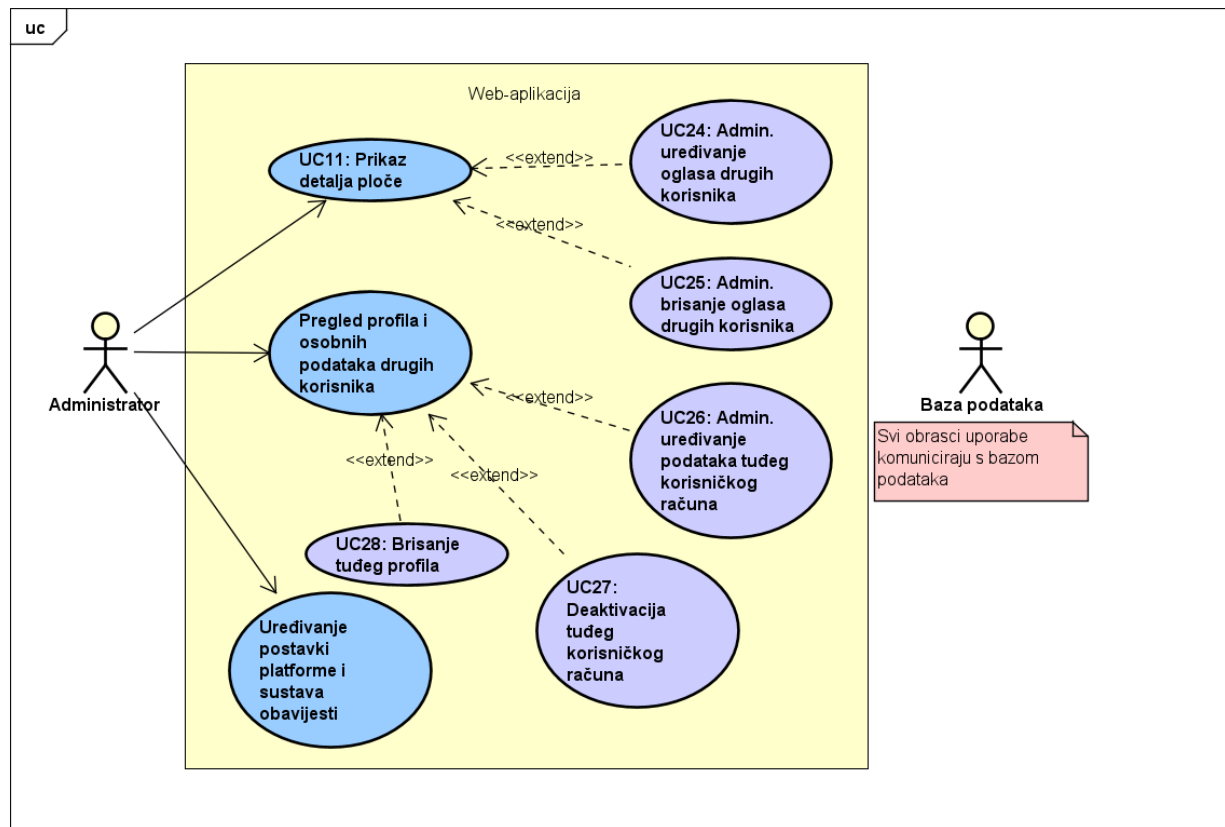 uc
Web-aplikacija
UC11: Prikaz
detalja ploče
<<extend>>
UC24: Admin.
uređivanje
oglasa drugih
korisnika
<<extend>>
UC25: Admin.
brisanje oglasa
drugih korisnika
Administrator
Pregled profila i
osobnih
podataka drugih
korisnika
<<extend>>
UC26: Admin.
uređivanje
podataka tuđeg
korisničkog
računa
<<extend>>
<<extend>>
UC28: Brisanje
tuđeg profila
UC27:
Deaktivacija
tuđeg
korisničkog
računa
Uređivanje
postavki
platforme i
sustava
obavijesti
Baza podataka
Svi obrasci uporabe
komuniciraju s bazom
podataka